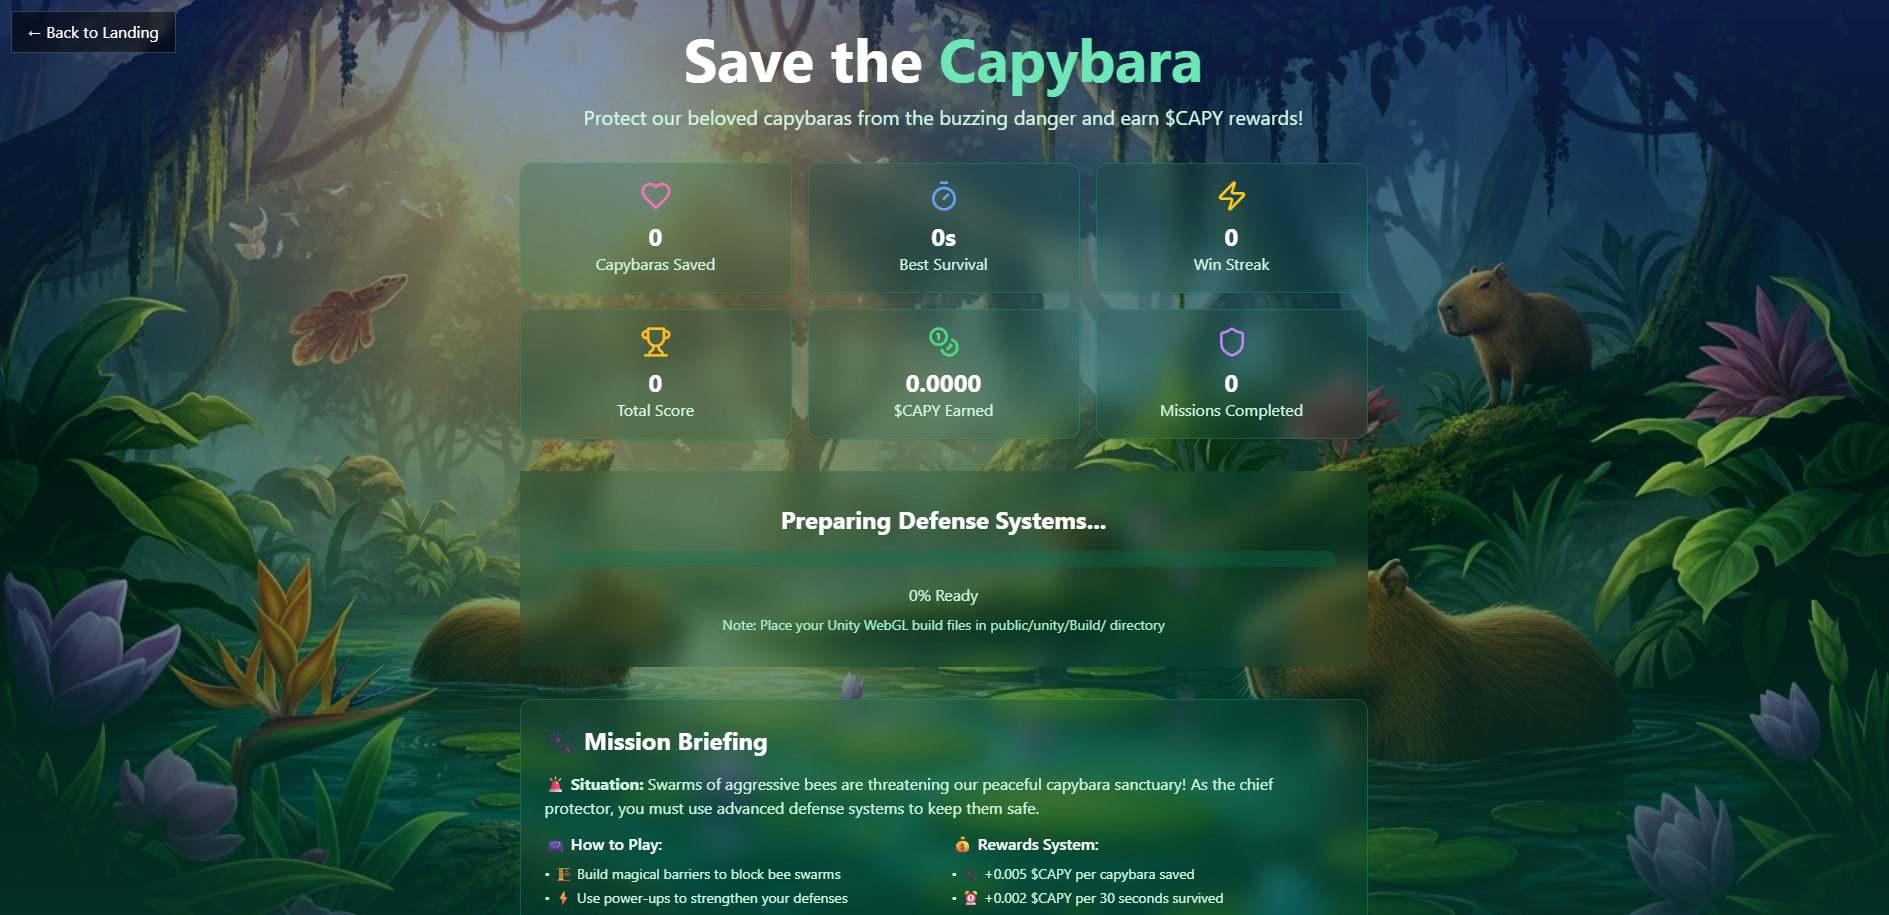 ← Back to Landing
Save the Capybara
Protect our beloved capybaras from the buzzing danger and earn $CAPY rewards!
0
Capybaras Saved
0s
Best Survival
0
Win Streak
0
Total Score
0.0000
$CAPY Earned
0
Missions Completed
Preparing Defense Systems...
0% Ready
Note: Place your Unity WebGL build files in public/unity/Build/ directory
🐾 Mission Briefing
🚨 Situation: Swarms of aggressive bees are threatening our peaceful capybara sanctuary! As the chief
protector, you must use advanced defense systems to keep them safe.
🎮 How to Play:
• 🏗️ Build magical barriers to block bee swarms
• ⚡ Use power-ups to strengthen your defenses
💰 Rewards System:
• 🐾 +0.005 $CAPY per capybara saved
• ⏰ +0.002 $CAPY per 30 seconds survived